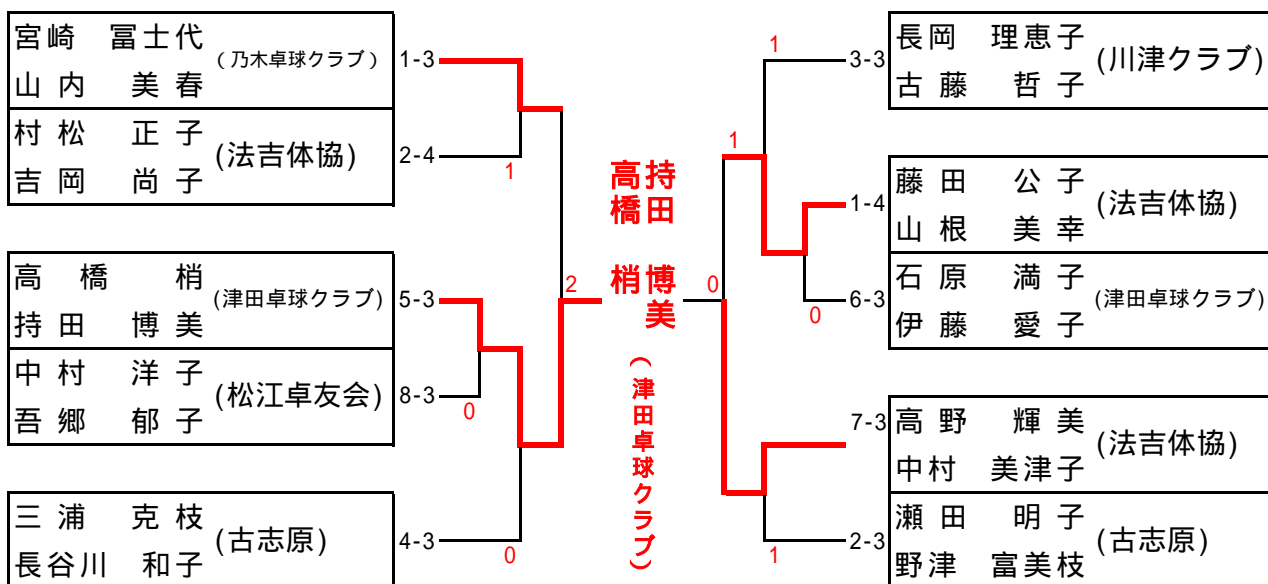 宮崎 冨士代
山内 美春
(乃木卓球クラブ)
1-3
村松 正子
吉岡 尚子
(法吉体協)
2-4
1
高橋 梢
持田 博美
(津田卓球クラブ)
5-3
中村 洋子
吾郷 郁子
(松江卓友会)
8-3
0
三浦 克枝
長谷川 和子
(古志原)
4-3
0
2
持田 博美
高橋 梢
(津田卓球クラブ)
0
1
1
3-3
長岡 理恵子
古藤 哲子
(川津クラブ)
1-4
藤田 公子
山根 美幸
(法吉体協)
6-3
0
石原 満子
伊藤 愛子
(津田卓球クラブ)
7-3
高野 輝美
中村 美津子
(法吉体協)
2-3
1
瀬田 明子
野津 富美枝
(古志原)